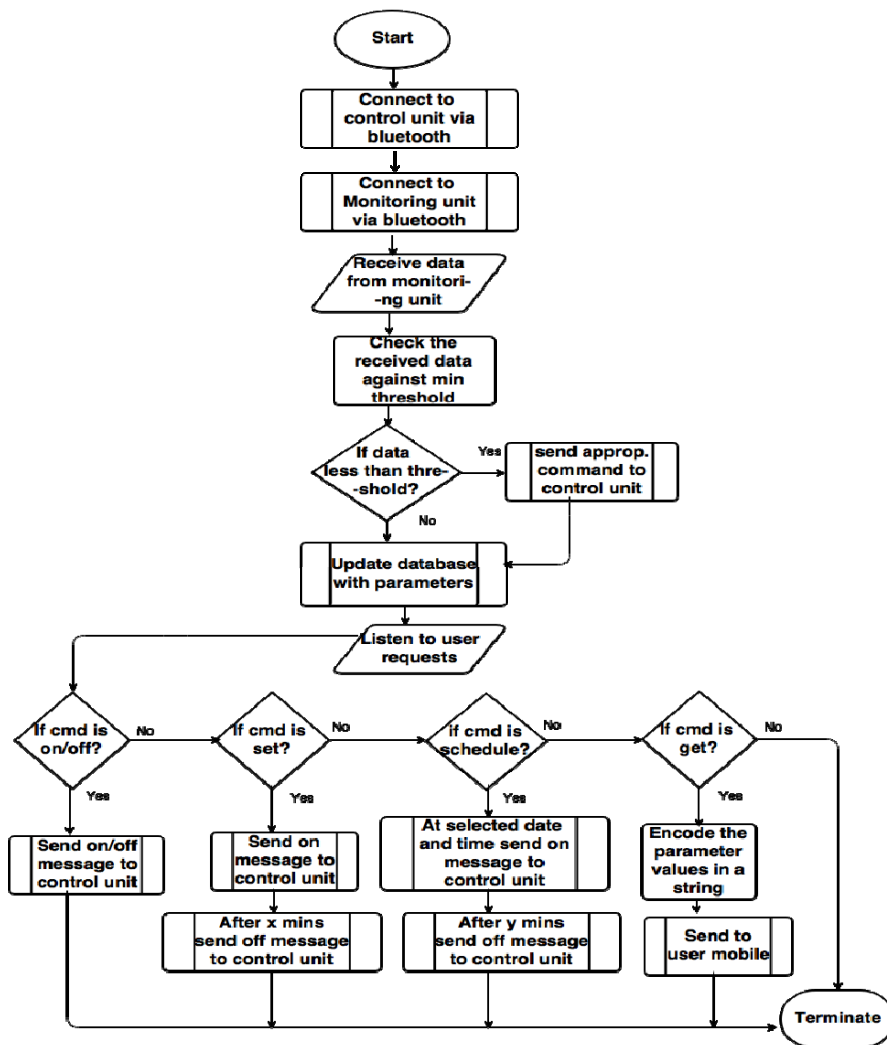 Start
Connect to
control unit via
bluetooth
Connect to
Monitoring unit
via bluetooth
Receive data
from monitori-
-ng unit
Check the
received data
against min
threshold
If data
less than thre-
-shold?
Yes
send approp.
command to
control unit
No
Update database
with parameters
Listen to user
requests
If cmd is
on/off?
No
If cmd is
set?
No
if cmd is
schedule?
No
If cmd is
get?
No
Yes
Yes
Yes
Yes
Send on/off
message to
control unit
Send on
message to
control unit
At selected date
and time send on
message to
control unit
Encode the
parameter
values in a
string
After x mins
send off message
to control unit
After y mins
send off message
to control unit
Send to
user mobile
Terminate